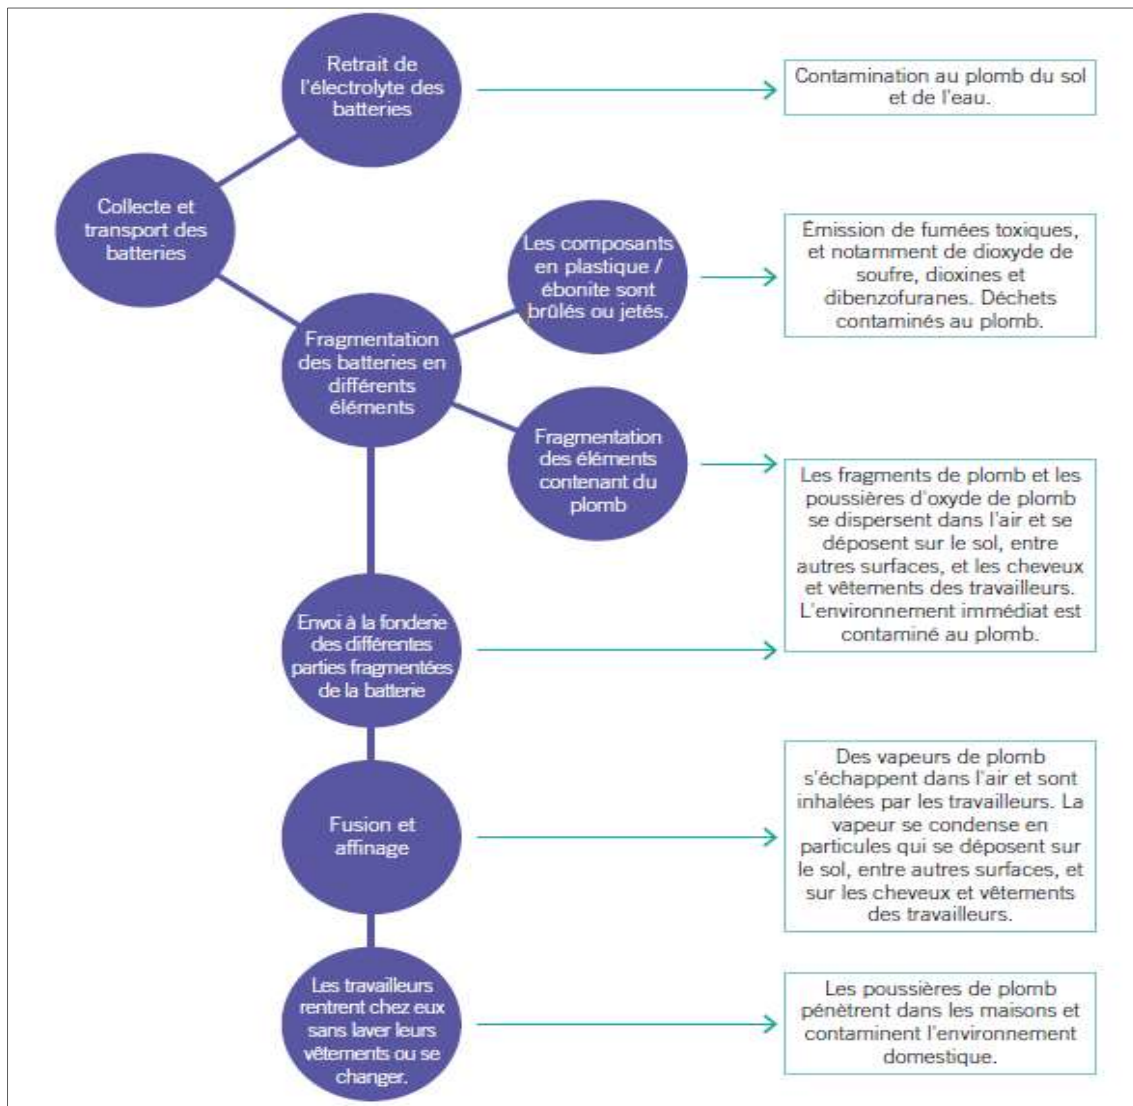 Retrait de
l'électrolyte des
batteries
Contamination au plomb du sol
et de l'eau.
Collecte et
transport des
batteries
Les composants
en plastique /
ébonite sont
brûlés ou jetés.
Émission de fumées toxiques,
et notamment de dioxyde de
soufre, dioxines et
dibenzofuranes. Déchets
contaminés au plomb.
Fragmentation
des batteries en
différents
éléments
Fragmentation
des éléments
contenant du
plomb
Les fragments de plomb et les
poussières d'oxyde de plomb
se dispersent dans l'air et se
déposent sur le sol, entre
autres surfaces, et les cheveux
et vêtements des travailleurs.
L'environnement immédiat est
contaminé au plomb.
Envoi à la fonderie
des différentes
parties fragmentées
de la batterie
Fusion et
affinage
Des vapeurs de plomb
s'échappent dans l'air et sont
inhalées par les travailleurs. La
vapeur se condense en
particules qui se déposent sur
le sol, entre autres surfaces, et
sur les cheveux et vêtements
des travailleurs.
Les travailleurs
rentrent chez eux
sans laver leurs
vêtements ou se
changer.
Les poussières de plomb
pénètrent dans les maisons et
contaminent l'environnement
domestique.